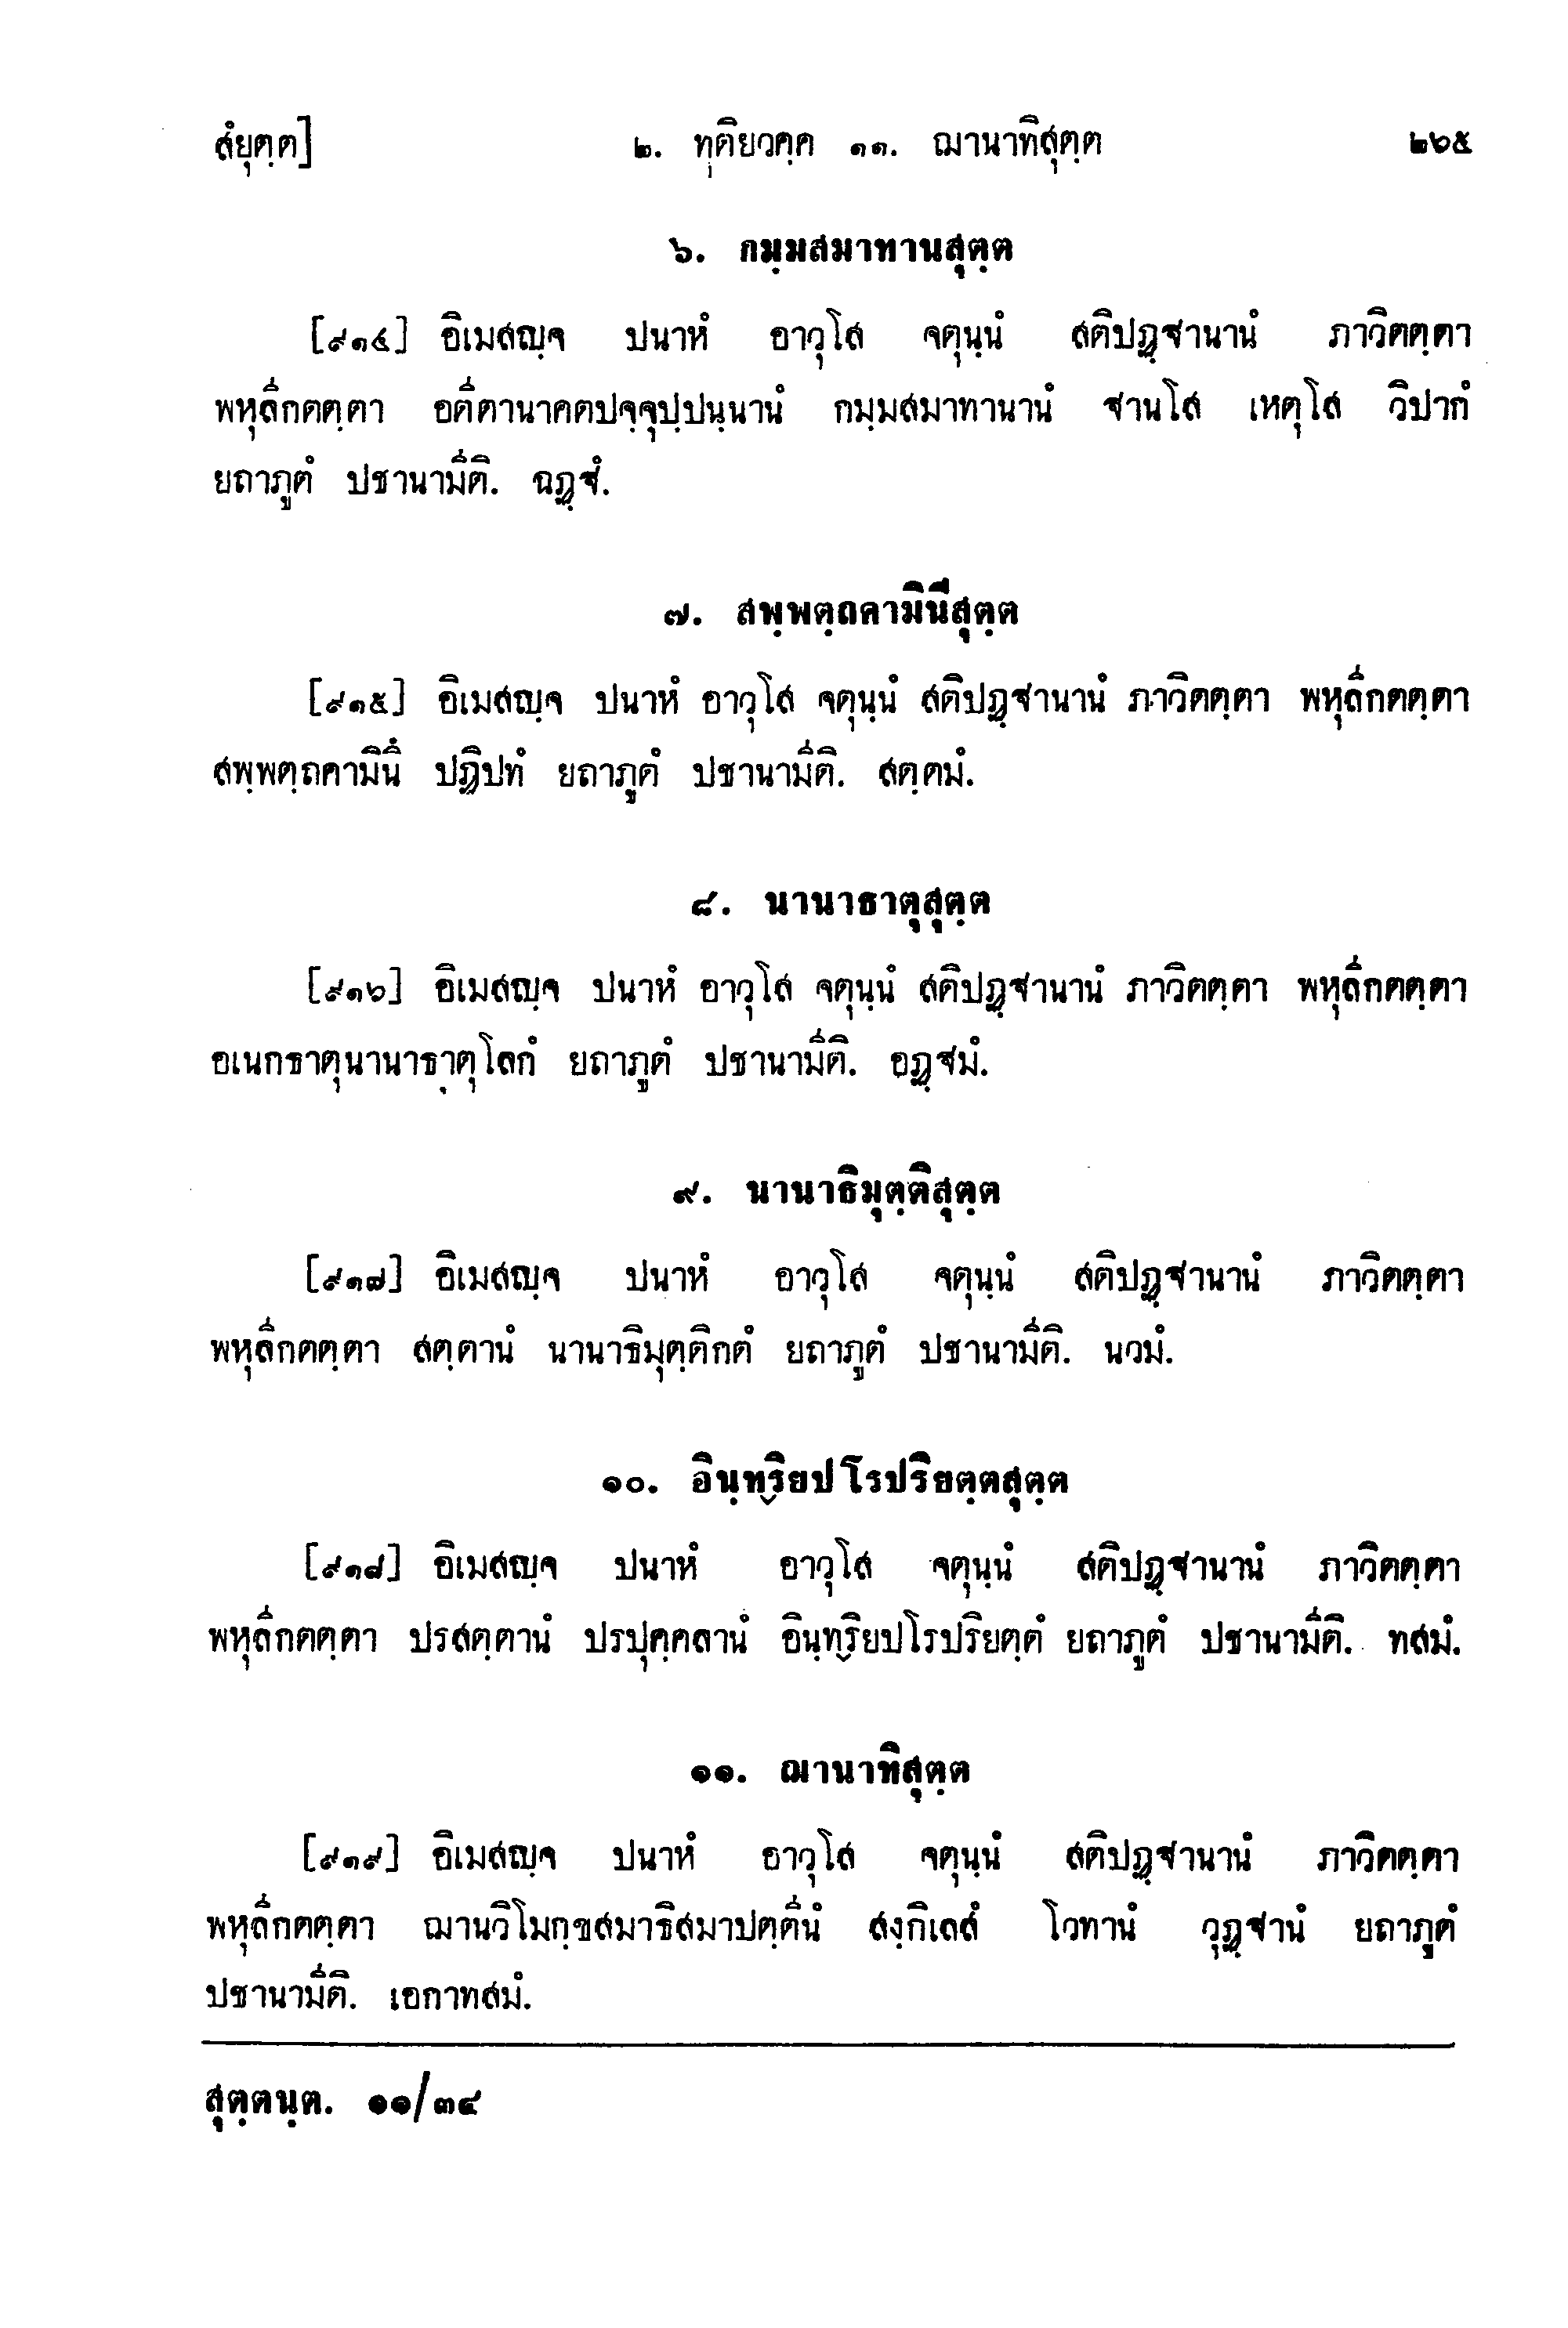 สํยุตฺต]	๒. ทุติยวคฺค ๑๑. ฌานาทิสุตฺต	๒๖๕
๖. กมฺมสมาทานสุตฺต
[๙๑๔] อิเมสญฺจ ปนาหํ อาวุโส จตุนฺนํ สติปฏฺฐานานํ ภาวิตตฺตา
พหุลีกตตฺตา อตีตานาคตปจฺจุปฺปนฺนานํ กมฺมสมาทานานํ ฐานโส เหตุโส วิปากํ
ยถาภูตํ ปชานามีติ. ฉฏฺฐํ.
๗. สพฺพตฺถคามินีสุตฺต
[๙๑๕] อิเมสญฺจ ปนาหํ อาวุโส จตุนฺนํ สติปฏฺฐานานํ ภาวิตตฺตา พหุลีกตตฺตา
สพฺพตฺถคามินึ ปฏิปทํ ยถาภูตํ ปชานามีติ. สตฺตมํ.
๘. นานาธาตุสุตฺต
[๙๑๖] อิเมสญฺจ ปนาหํ อาวุโส จตุนฺนํ สติปฏฺฐานานํ ภาวิตตฺตา พหุลีกตตฺตา
อเนกธาตุนานาธาตุโลกํ ยถาภูตํ ปชานามีติ. อฏฺฐมํ.
๙. นานาธิมุตฺติสุตฺต
[๙๑๗] อิเมสญฺจ ปนาหํ อาวุโส จตุนฺนํ สติปฏฺฐานานํ ภาวิตตฺตา
พหุลีกตตฺตา สตฺตานํ นานาธิมุตฺติกตํ ยถาภูตํ ปชานามีติ. นวมํ.
๑๐. อินฺทฺริยปโรปริยตฺตสุตฺต
[๙๑๘] อิเมสญฺจ ปนาหํ อาวุโส จตุนฺนํ สติปฏฺฐานานํ ภาวิตตฺตา
พหุลีกตตฺตา ปรสตฺตานํ ปรปุคฺคลานํ อินฺทฺริยปโรปริยตฺตํ ยถาภูตํ ปชานามีติ. ทสมํ.
๑๑. ฌานาทิสุตฺต
[๙๑๙] อิเมสญฺจ ปนาหํ อาวุโส จตุนฺนํ สติปฏฺฐานานํ ภาวิตตฺตา
พหุลีกตตฺตา ฌานวิโมกฺขสมาธิสมาปตฺตีนํ สงฺกิเลสํ โวทานํ วุฏฺฐานํ ยถาภูตํ
ปชานามีติ. เอกาทสมํ.
สุตฺตนฺต. ๑๑/๓๔